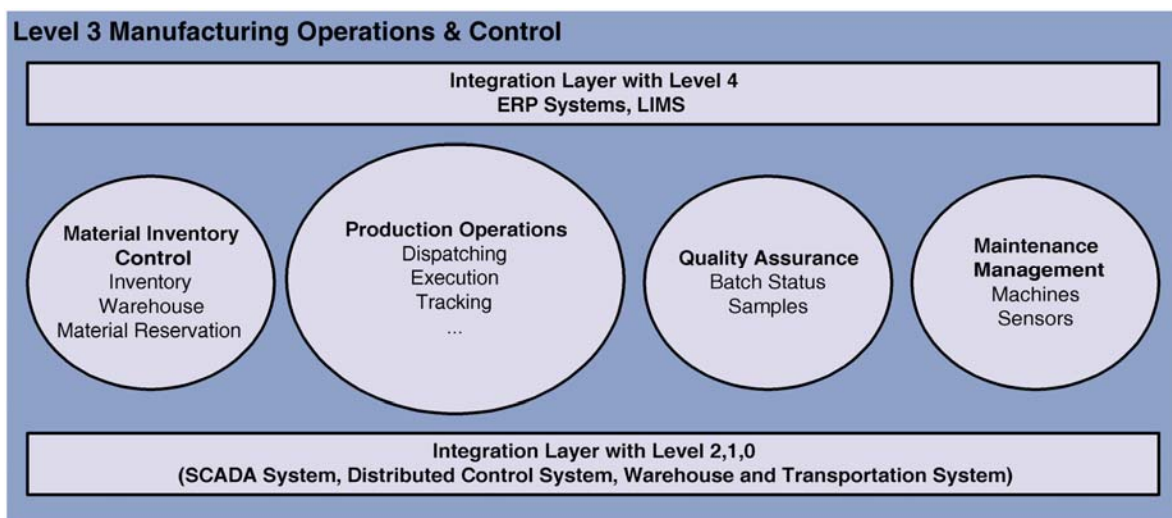 Level 3 Manufacturing Operations & Control
Integration Layer with Level 4
ERP Systems, LIMS
Material Inventory
Control
Inventory
Warehouse
Material Reservation
Production Operations
Dispatching
Execution
Tracking
...
Quality Assurance
Batch Status
Samples
Maintenance
Management
Machines
Sensors
Integration Layer with Level 2,1,0
(SCADA System, Distributed Control System, Warehouse and Transportation System)